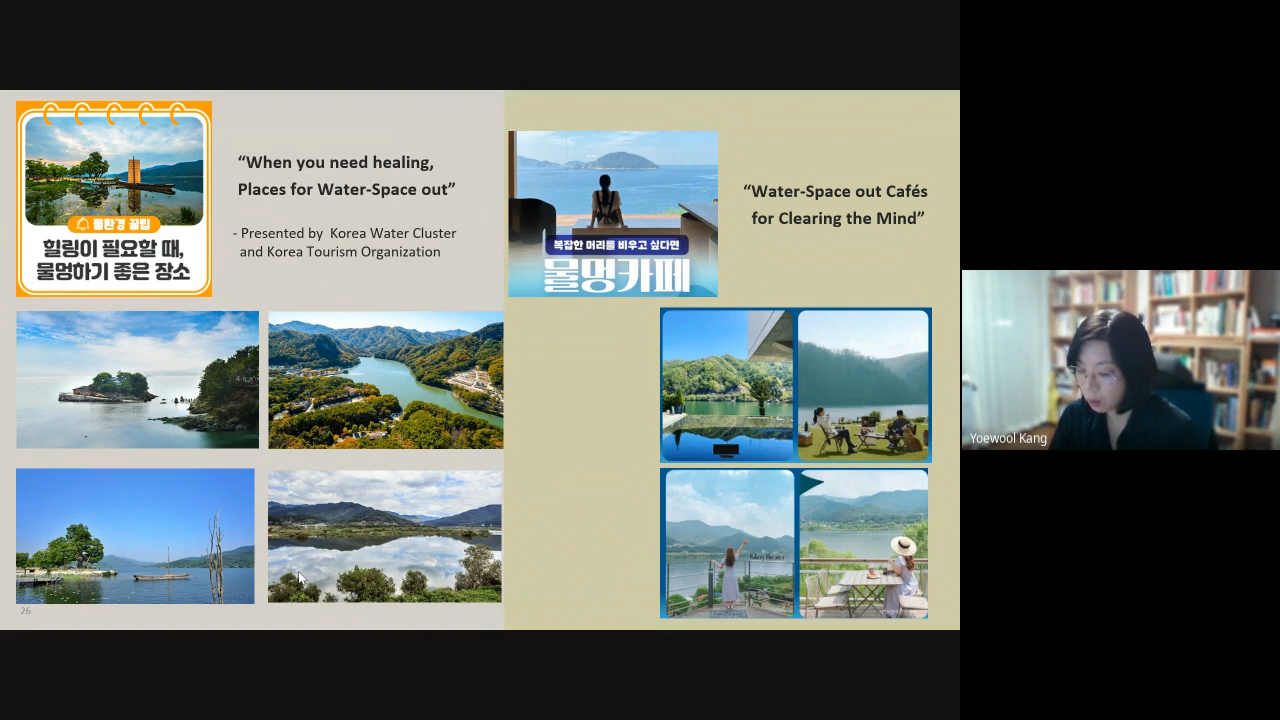 물환경 꿀팁
힐링이 필요할 때,
물멍하기 좋은 장소
“When you need healing,
Places for Water-Space out”
- Presented by Korea Water Cluster
and Korea Tourism Organization
26
복잡한 머리를 비우고 싶다면
물멍카페
“Water-Space out Cafés
for Clearing the Mind”
Yoewool Kang